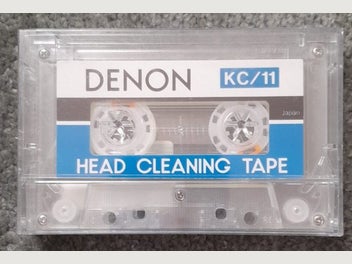 DENON KC/11
Japan
HEAD CLEANING TAPE